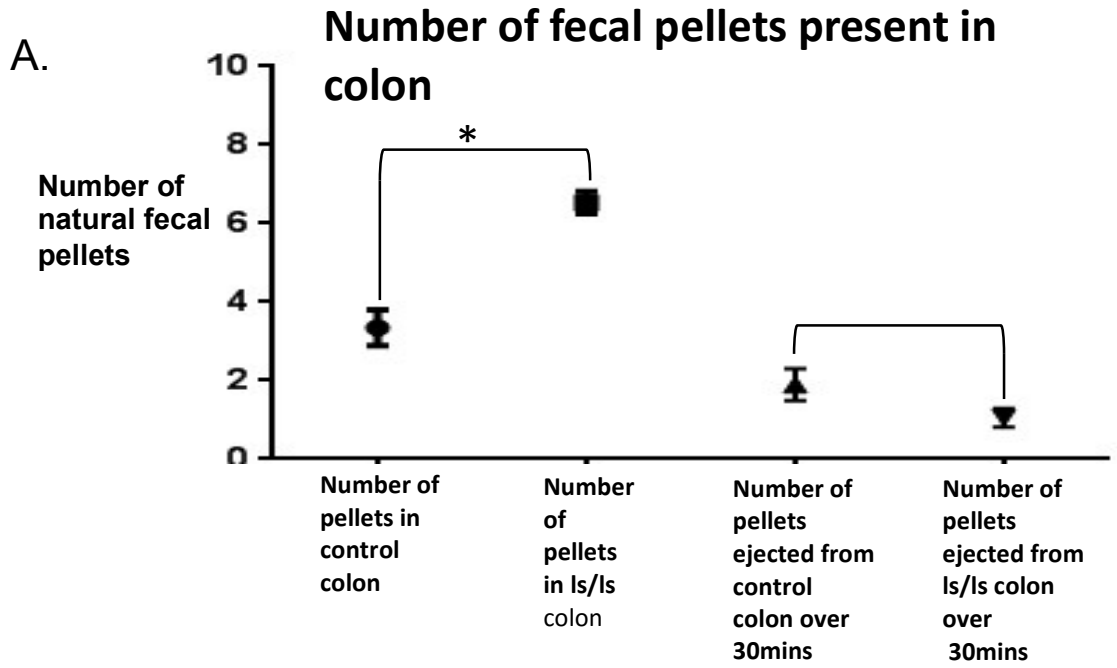 A.
Number of fecal pellets present in
colon
Number of
natural fecal
pellets
10
8
6
4
2
0
*
Number of
pellets in
control
colon
Number
of
pellets
in ls/ls
colon
Number of
pellets
ejected from
control
colon over
30mins
Number of
pellets
ejected from
ls/ls colon
over
30mins